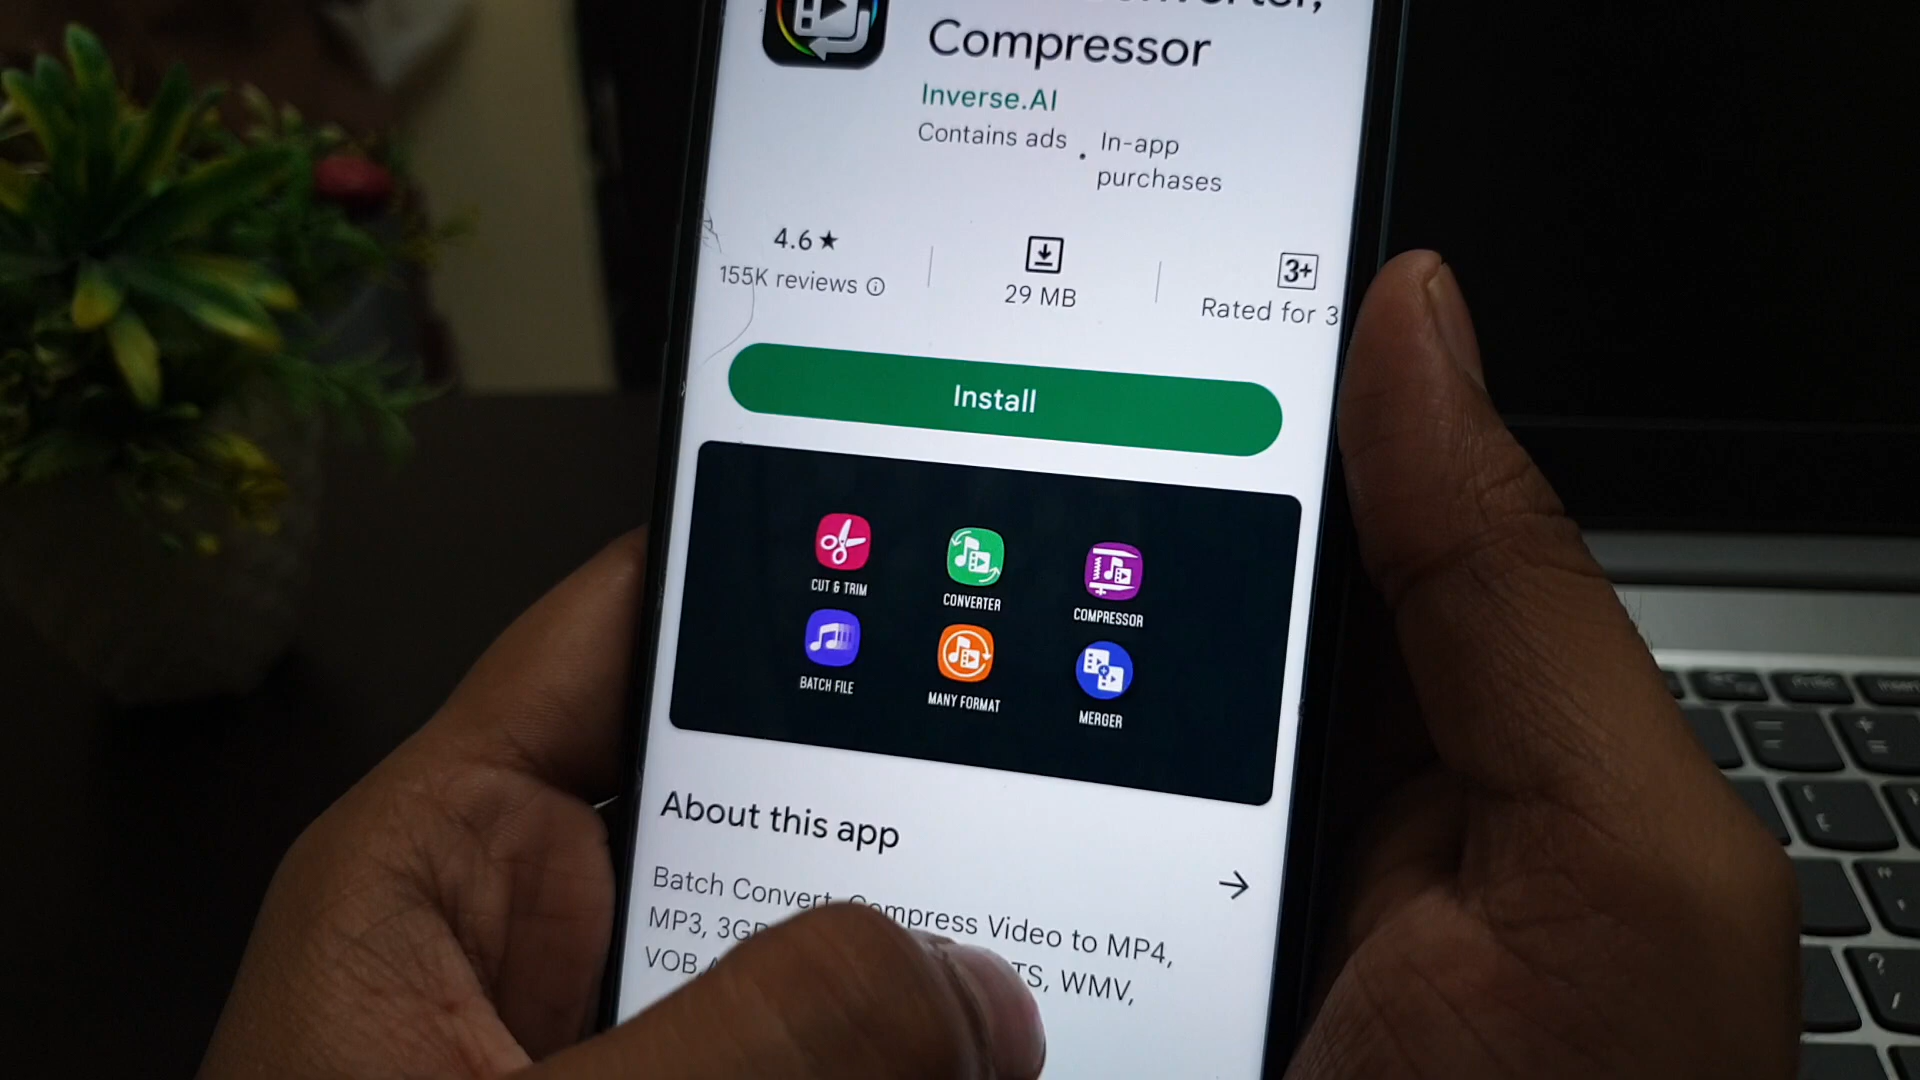 Compressor
Inverse.AI
Contains ads · In-app
purchases
4.6★
155K reviews
29 MB
3+
Rated for 3
Install
CUT & TRIM
CONVERTER
COMPRESSOR
BATCH FILE
MANY FORMAT
MERGER
About this app
Batch Convert, Compress Video to MP4,
MP3, TS, WMV,
VOB,